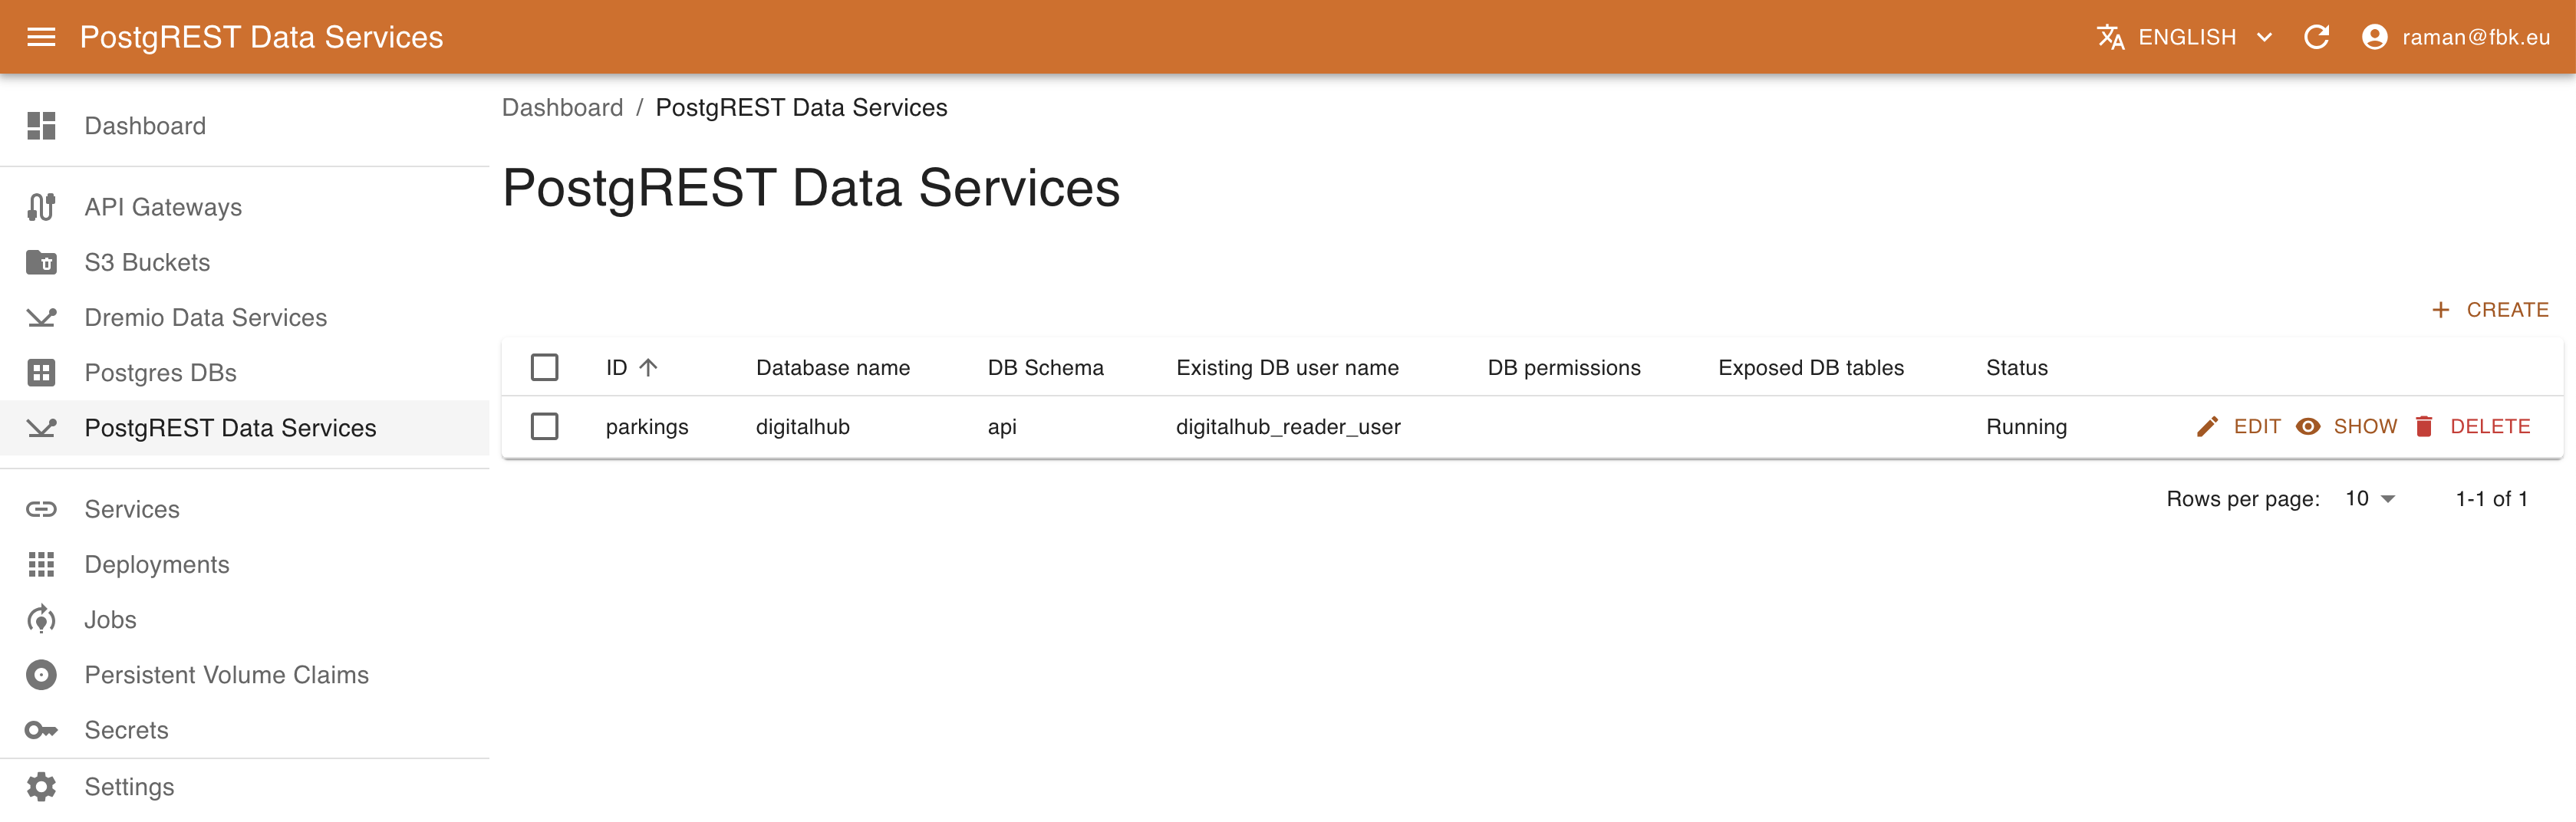 PostgREST Data Services
ENGLISH
raman@fbk.eu
Dashboard
API Gateways
S3 Buckets
Dremio Data Services
Postgres DBs
PostgREST Data Services
Services
Deployments
Jobs
Persistent Volume Claims
Secrets
Settings
Dashboard / PostgREST Data Services
PostgREST Data Services
+ CREATE
ID Database name DB Schema Existing DB user name DB permissions Exposed DB tables Status
parkings digitalhub api digitalhub_reader_user Running EDIT SHOW DELETE
Rows per page: 10 1-1 of 1